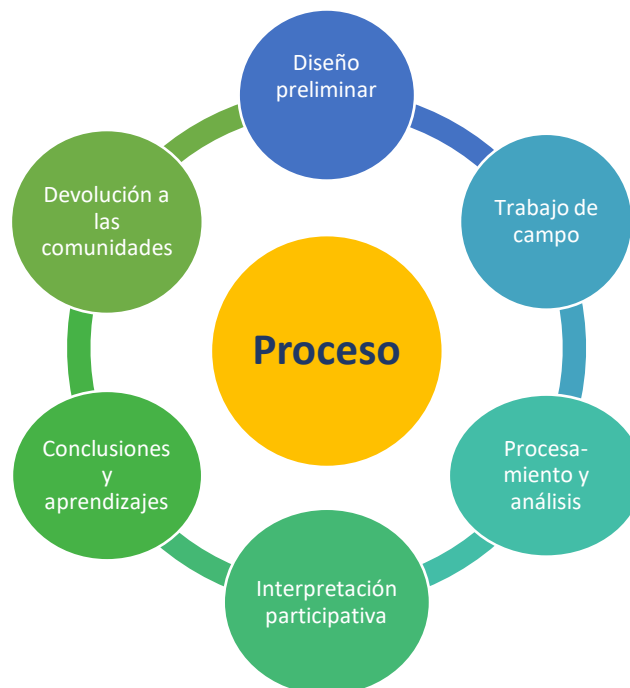 Diseño
preliminar
Trabajo de
campo
Procesa-
miento y
análisis
Interpretación
participativa
Conclusiones
y
aprendizajes
Devolución a
las
comunidades
Proceso